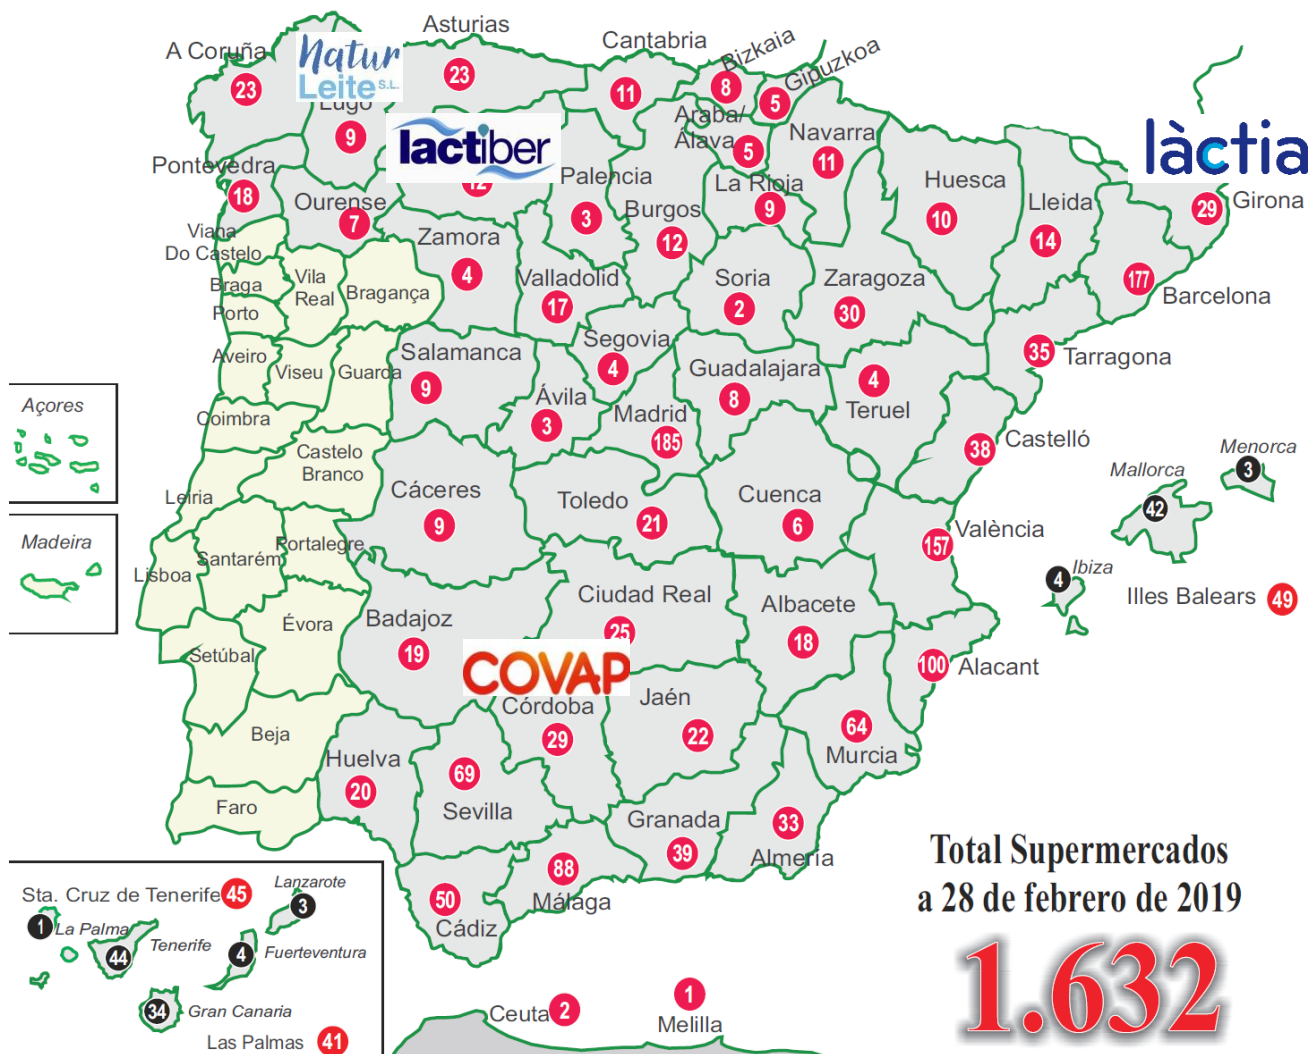 Asturias
Cantabria
Bizkaia
Gipuzkoa
A Coruña
23
Natur
Leite S.L.
Lugo
9
23
11
8
5
Araba/
Álava
5
Navarra
11
làctia
lactiber
12
Pontevedra
18
Ourense
7
Palencia
3
Burgos
12
La Rioja
9
Huesca
10
Lleida
14
29
Girona
Viana
Do Castelo
Braga
Porto
Vila
Real
Bragança
Zamora
4
Valladolid
17
Soria
2
Zaragoza
30
177
Barcelona
Aveiro
Viseu
Guarda
Salamanca
9
Segovia
4
Ávila
3
Madrid
185
Guadalajara
8
4
Teruel
35
Tarragona
Açores
Coimbra
Castelo
Branco
38
Castelló
Menorca
3
Mallorca
42
Leiria
Cáceres
9
Toledo
21
Cuenca
6
157
València
Madeira
Lisboa
Santarém
Portalegre
4
Ibiza
Illes Balears 49
Évora
Setúbal
Badajoz
19
Ciudad Real
25
Albacete
18
100
Alacant
COVAP
Córdoba
29
Jaén
22
64
Murcia
Beja
Faro
Huelva
20
69
Sevilla
Granada
39
33
Almería
88
Málaga
50
Cádiz
Total Supermercados
a 28 de febrero de 2019
1.632
Sta. Cruz de Tenerife 45
Lanzarote
3
1
La Palma
Tenerife
44
4
Fuerteventura
34
Gran Canaria
Las Palmas 41
Ceuta 2
1
Melilla